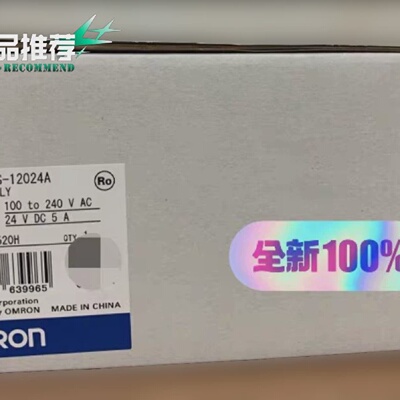 品推荐
RECOMMEND
G-12024A
LY
Ro
100 to 240 V AC
24 V DC 5 A
520H
QTY
639965
orporation
y OMRON
MADE IN CHINA
RON
全新100%